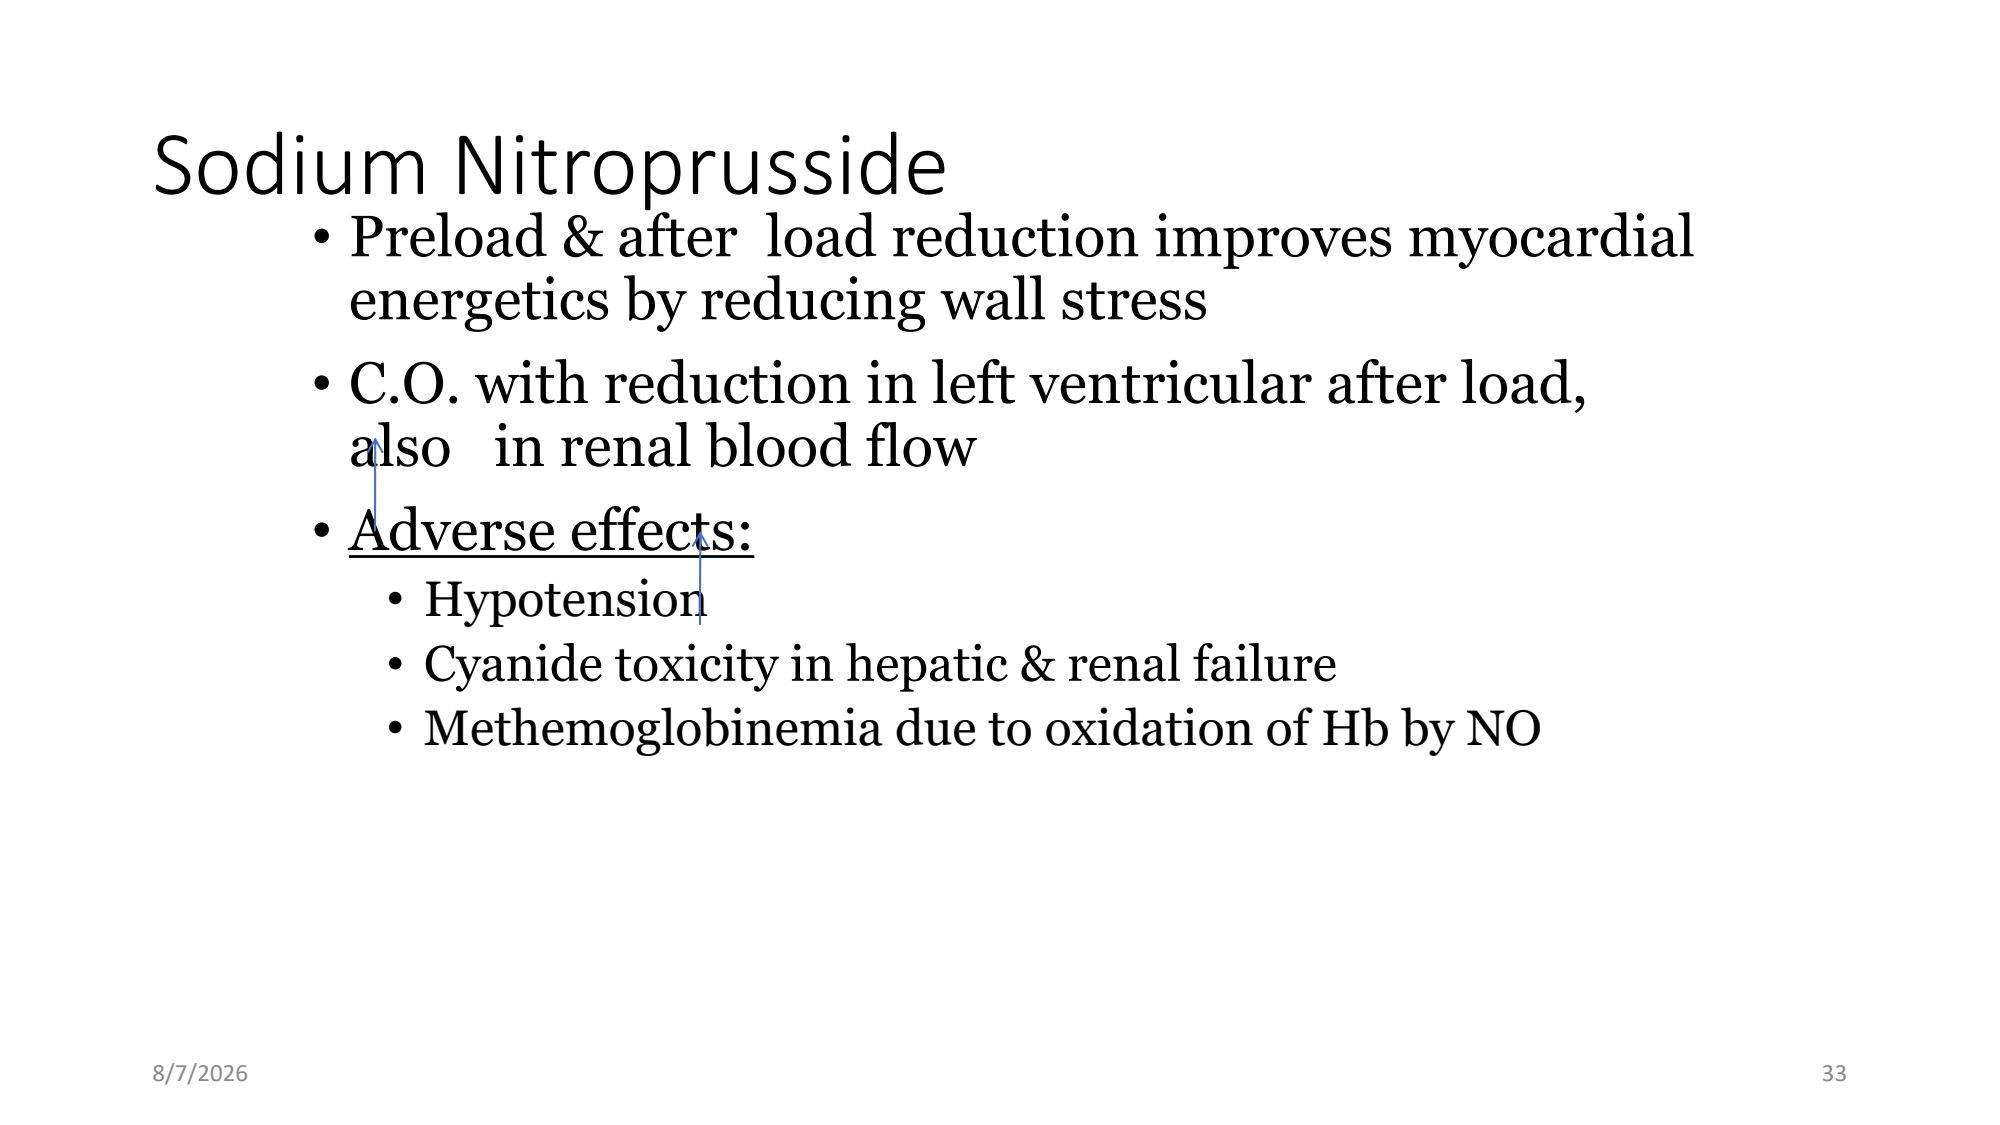 Sodium Nitroprusside
• Preload & after  load reduction improves myocardial
energetics by reducing wall stress
• C.O. with reduction in left ventricular after load,
also   in renal blood flow
• Adverse effects:
• Hypotension
• Cyanide toxicity in hepatic & renal failure
• Methemoglobinemia due to oxidation of Hb by NO
8/7/2026
33